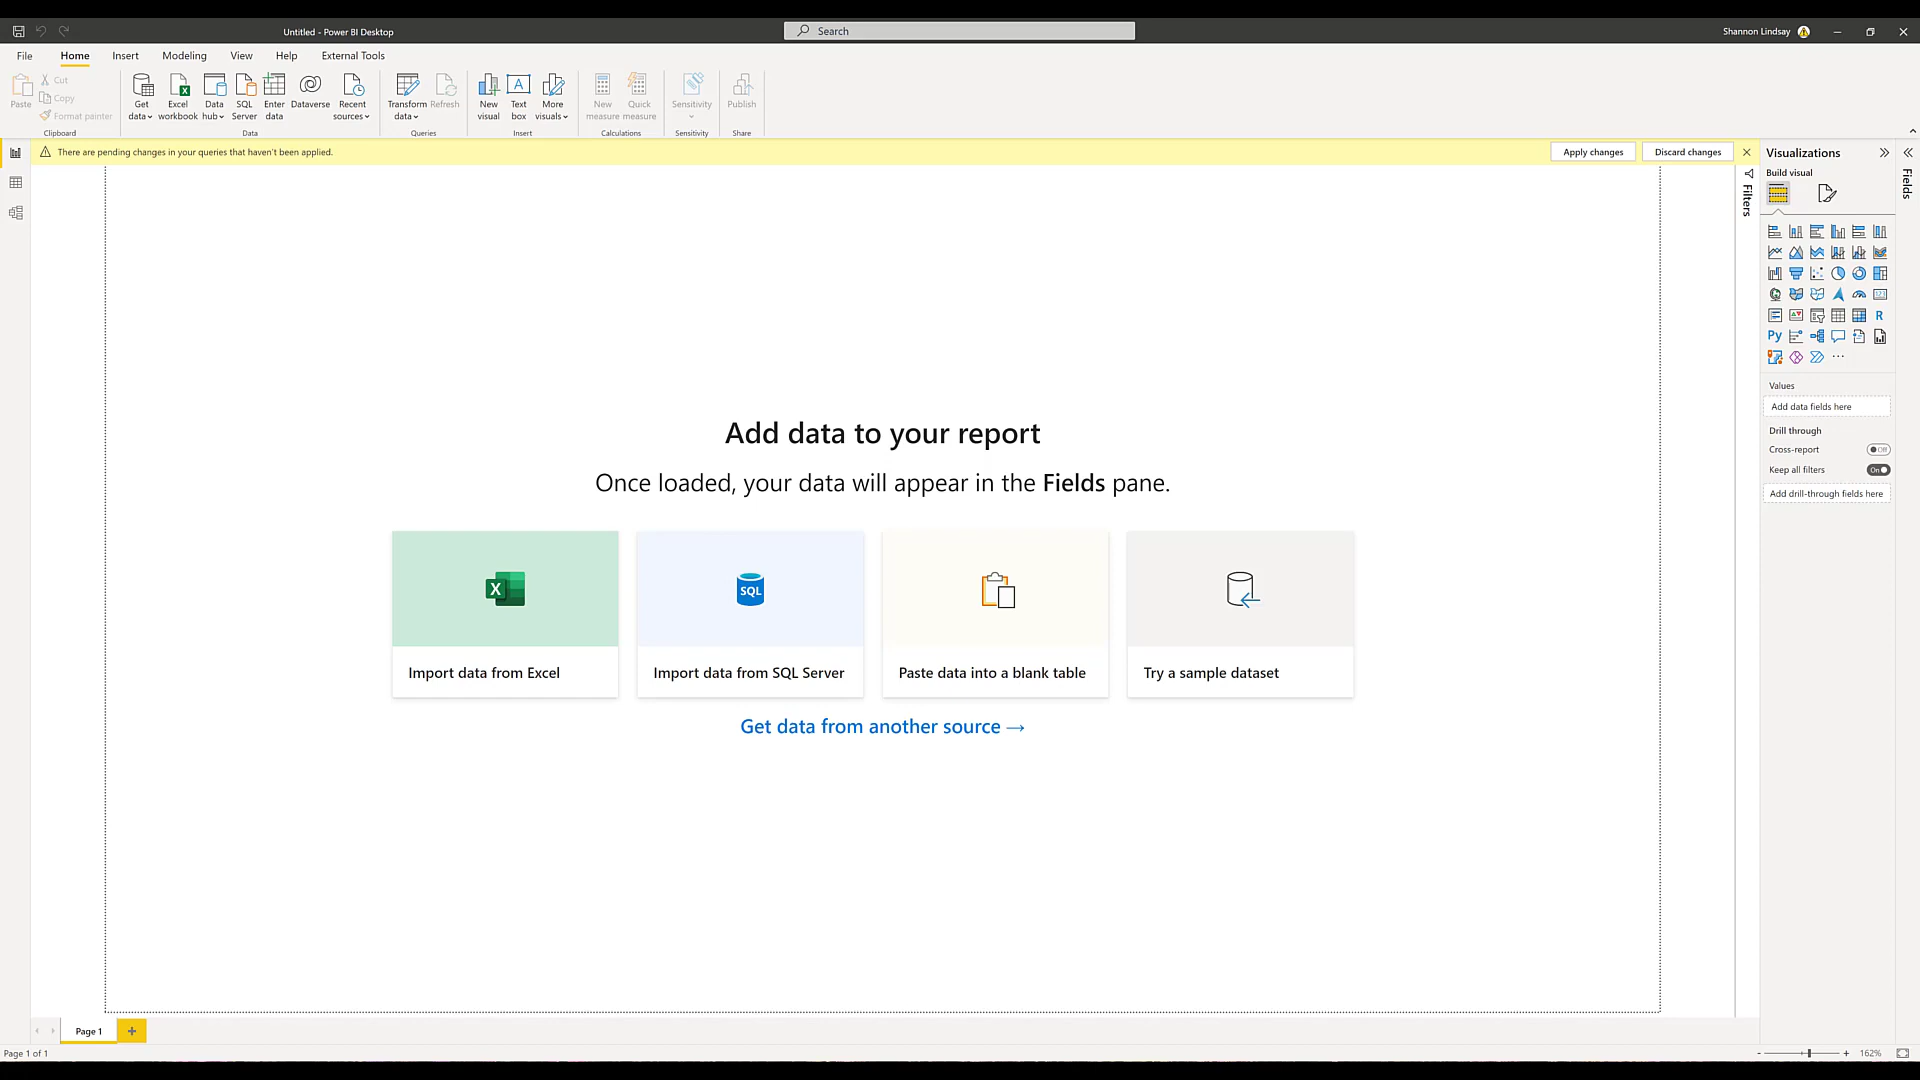 Untitled - Power BI Desktop
Search
Shannon Lindsay
File Home Insert Modeling View Help External Tools
Paste
Cut
Copy
Format painter
Clipboard
Get data
Excel workbook
Data hub
SQL Server
Enter data
Dataverse
Recent sources
Data
Transform data
Refresh
Queries
New visual
Text box
More visuals
Insert
New measure
Quick measure
Calculations
Sensitivity
Sensitivity
Publish
Share
There are pending changes in your queries that haven't been applied.
Apply changes
Discard changes
Filters
Visualizations
Build visual
Fields
123
R
Py
Values
Add data fields here
Drill through
Cross-report
Off
Keep all filters
On
Add drill-through fields here
Add data to your report
Once loaded, your data will appear in the Fields pane.
X
SQL
Import data from Excel
Import data from SQL Server
Paste data into a blank table
Try a sample dataset
Get data from another source →
Page 1
+
Page 1 of 1
- + 162%